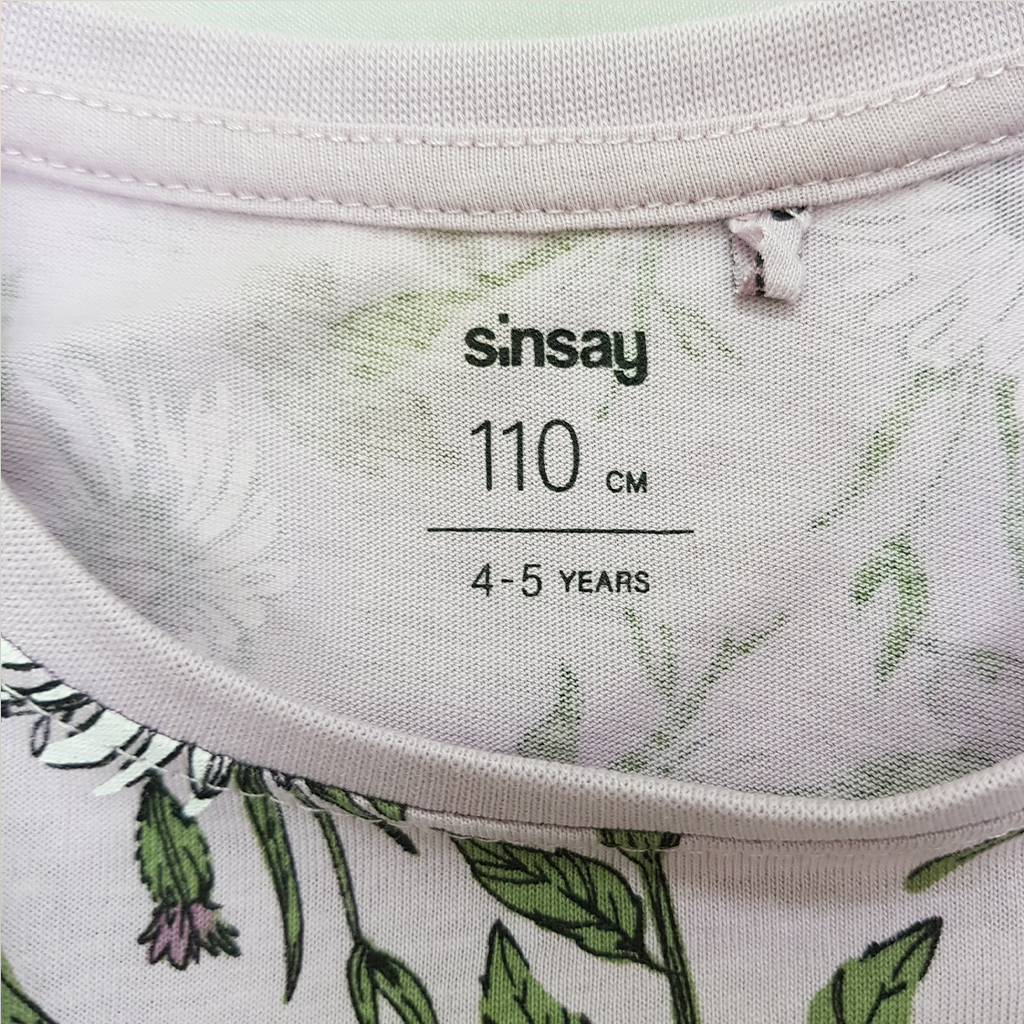 sinsay
110 CM
4-5 YEARS